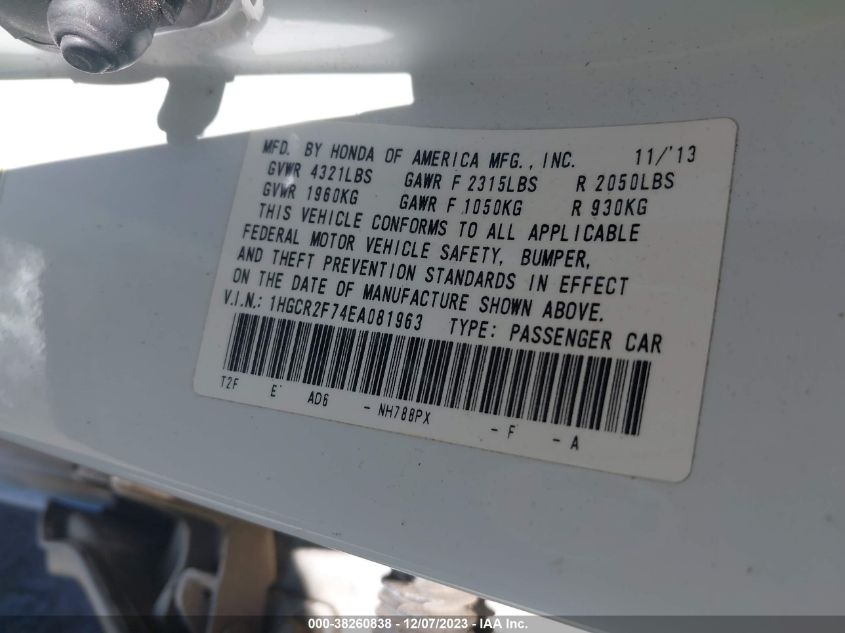 MFD. BY HONDA OF AMERICA MFG., INC. 11/'13
GVWR 4321LBS GAWR F 2315LBS R 2050LBS
GVWR 1960KG GAWR F 1050KG R 930KG
THIS VEHICLE CONFORMS TO ALL APPLICABLE
FEDERAL MOTOR VEHICLE SAFETY, BUMPER,
AND THEFT PREVENTION STANDARDS IN EFFECT
ON THE DATE OF MANUFACTURE SHOWN ABOVE.
V.I.N.: 1HGCR2F74EA081963 TYPE: PASSENGER CAR
T2F E AD6 - NH788PX - F - A
000-38260838 - 12/07/2023 - IAA Inc.